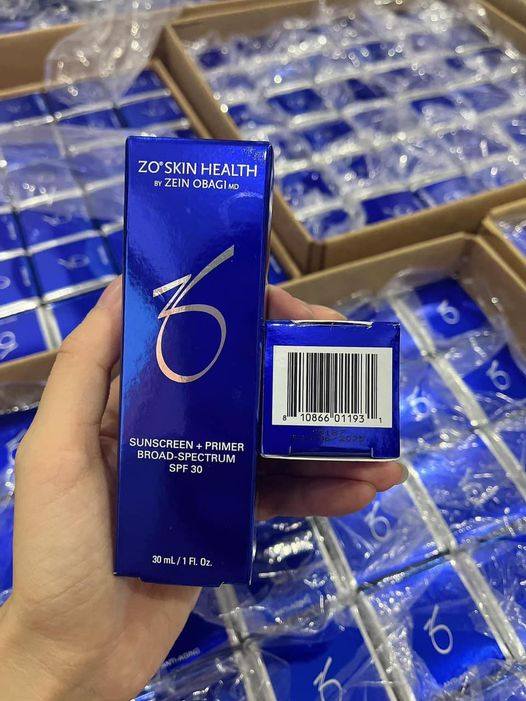 ZO® SKIN HEALTH
BY ZEIN OBAGI MD
SUNSCREEN + PRIMER
BROAD-SPECTRUM
SPF 30
30 mL / 1 Fl. Oz.
8 10866 01193 1